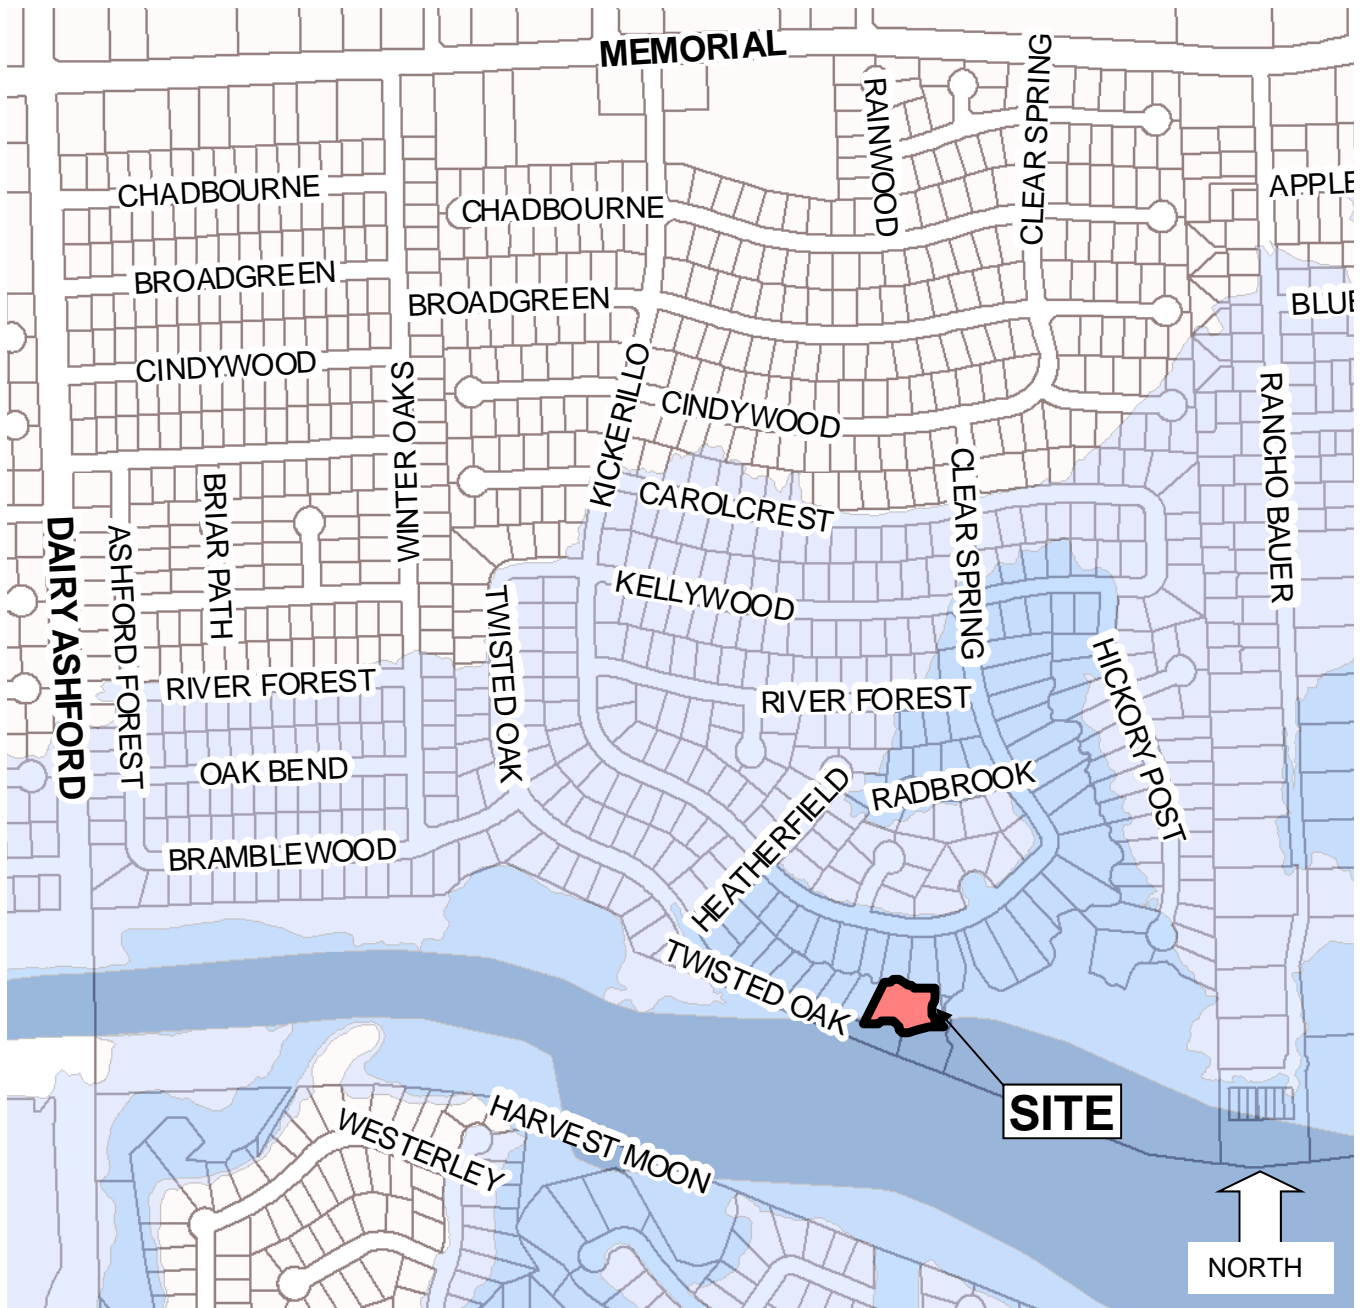 MEMORIAL
CLEAR SPRING
RAINWOOD
CHADBOURNE
CHADBOURNE
APPLE
BROADGREEN
BROADGREEN
BLUE
CINDYWOOD
KICKERILLO
CINDYWOOD
WINTER OAKS
RANCHO BAUER
CLEAR SPRING
CAROLCREST
BRIAR PATH
DAIRY ASHFORD
ASHFORD FOREST
KELLYWOOD
TWISTED OAK
HICKORY POST
RIVER FOREST
RIVER FOREST
OAK BEND
RADBROOK
HEATHERFIELD
BRAMBLEWOOD
TWISTED OAK
SITE
HARVEST MOON
WESTERLEY
NORTH